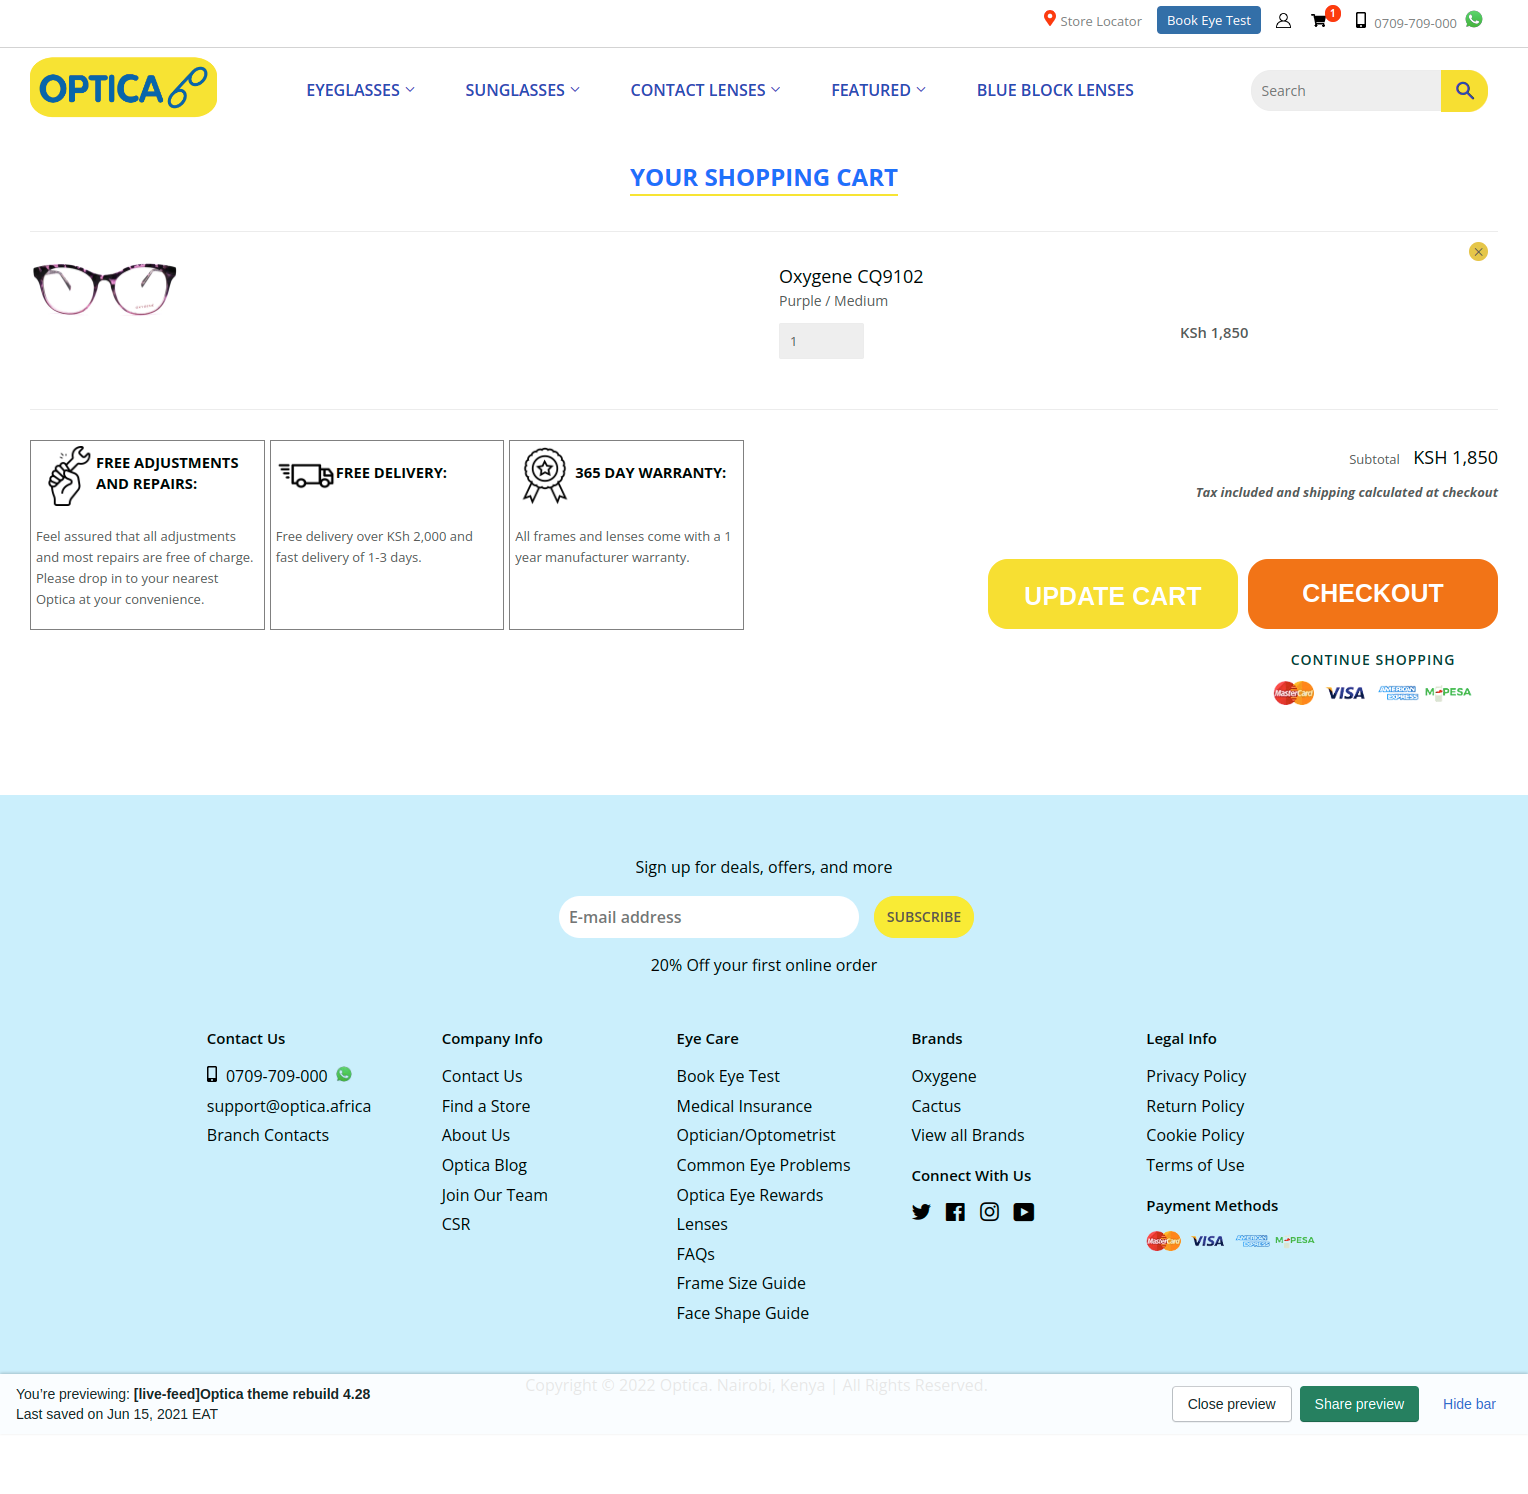 Store Locator
Book Eye Test
1
0709-709-000
OPTICA
EYEGLASSES
SUNGLASSES
CONTACT LENSES
FEATURED
BLUE BLOCK LENSES
Search
YOUR SHOPPING CART
Oxygene CQ9102
Purple / Medium
1
KSh 1,850
FREE ADJUSTMENTS
AND REPAIRS:
Feel assured that all adjustments
and most repairs are free of charge.
Please drop in to your nearest
Optica at your convenience.
FREE DELIVERY:
Free delivery over KSh 2,000 and
fast delivery of 1-3 days.
365 DAY WARRANTY:
All frames and lenses come with a 1
year manufacturer warranty.
Subtotal KSH 1,850
Tax included and shipping calculated at checkout
UPDATE CART
CHECKOUT
CONTINUE SHOPPING
MasterCard VISA AMERICAN EXPRESS M-PESA
Sign up for deals, offers, and more
E-mail address
SUBSCRIBE
20% Off your first online order
Contact Us
0709-709-000
support@optica.africa
Branch Contacts
Company Info
Contact Us
Find a Store
About Us
Optica Blog
Join Our Team
CSR
Eye Care
Book Eye Test
Medical Insurance
Optician/Optometrist
Common Eye Problems
Optica Eye Rewards
Lenses
FAQs
Frame Size Guide
Face Shape Guide
Brands
Oxygene
Cactus
View all Brands
Connect With Us
Legal Info
Privacy Policy
Return Policy
Cookie Policy
Terms of Use
Payment Methods
MasterCard VISA AMERICAN EXPRESS M-PESA
Copyright © 2022 Optica. Nairobi, Kenya | All Rights Reserved.
You’re previewing: [live-feed]Optica theme rebuild 4.28
Last saved on Jun 15, 2021 EAT
Close preview
Share preview
Hide bar